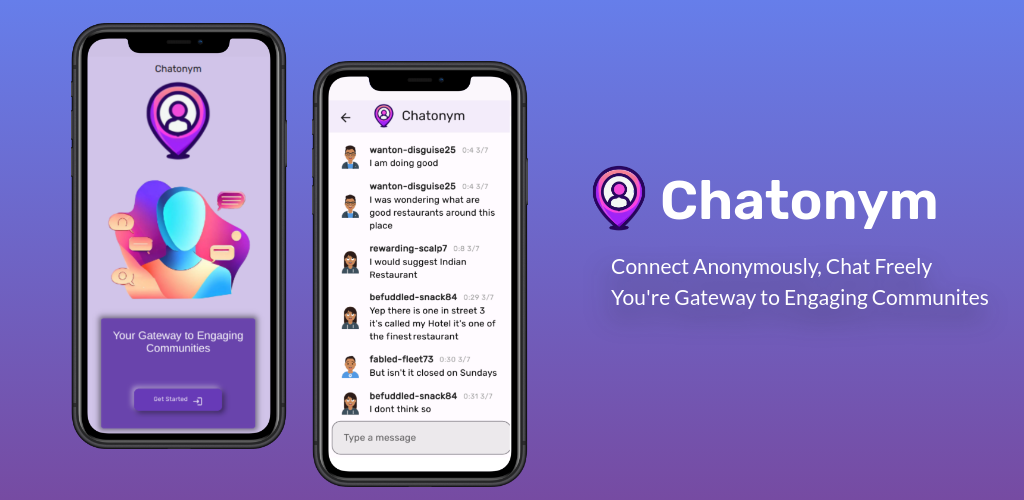 Chatonym
Your Gateway to Engaging
Communities
Get Started
Chatonym
wanton-disguise25 0:4 3/7
I am doing good
wanton-disguise25 0:4 3/7
I was wondering what are
good restaurants around this
place
rewarding-scalp7 0:8 3/7
I would suggest Indian
Restaurant
befuddled-snack84 0:29 3/7
Yep there is one in street 3
it's called my Hotel it's one of
the finest restaurant
fabled-fleet73 0:30 3/7
But isn't it closed on Sundays
befuddled-snack84 0:31 3/7
I dont think so
Type a message
Chatonym
Connect Anonymously, Chat Freely
You're Gateway to Engaging Communites